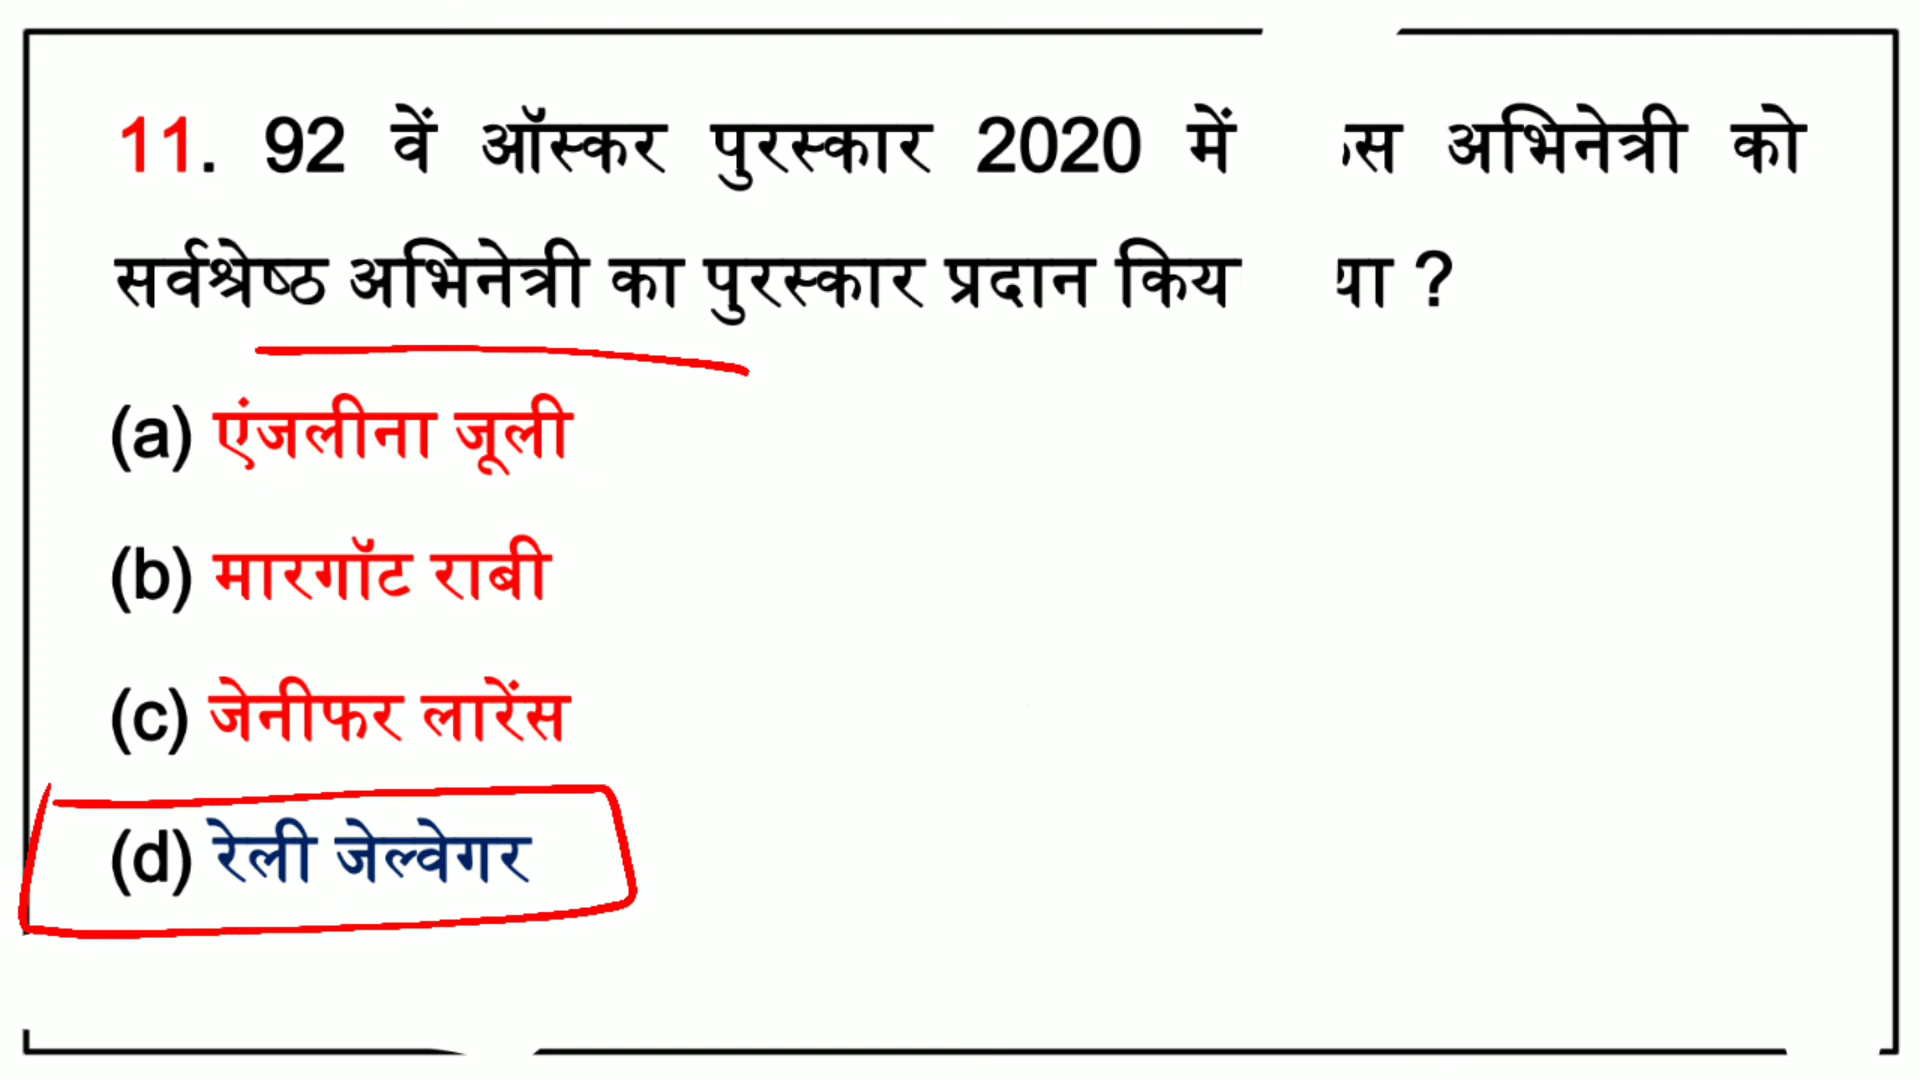 11. 92 वें ऑस्कर पुरस्कार 2020 में अभिनेत्री को
सर्वश्रेष्ठ अभिनेत्री का पुरस्कार प्रदान ?
(a) एंजलीना जूली
(b) मारगॉट राबी
(c) जेनीफर लारेंस
(d) रेली जेल्वेगर